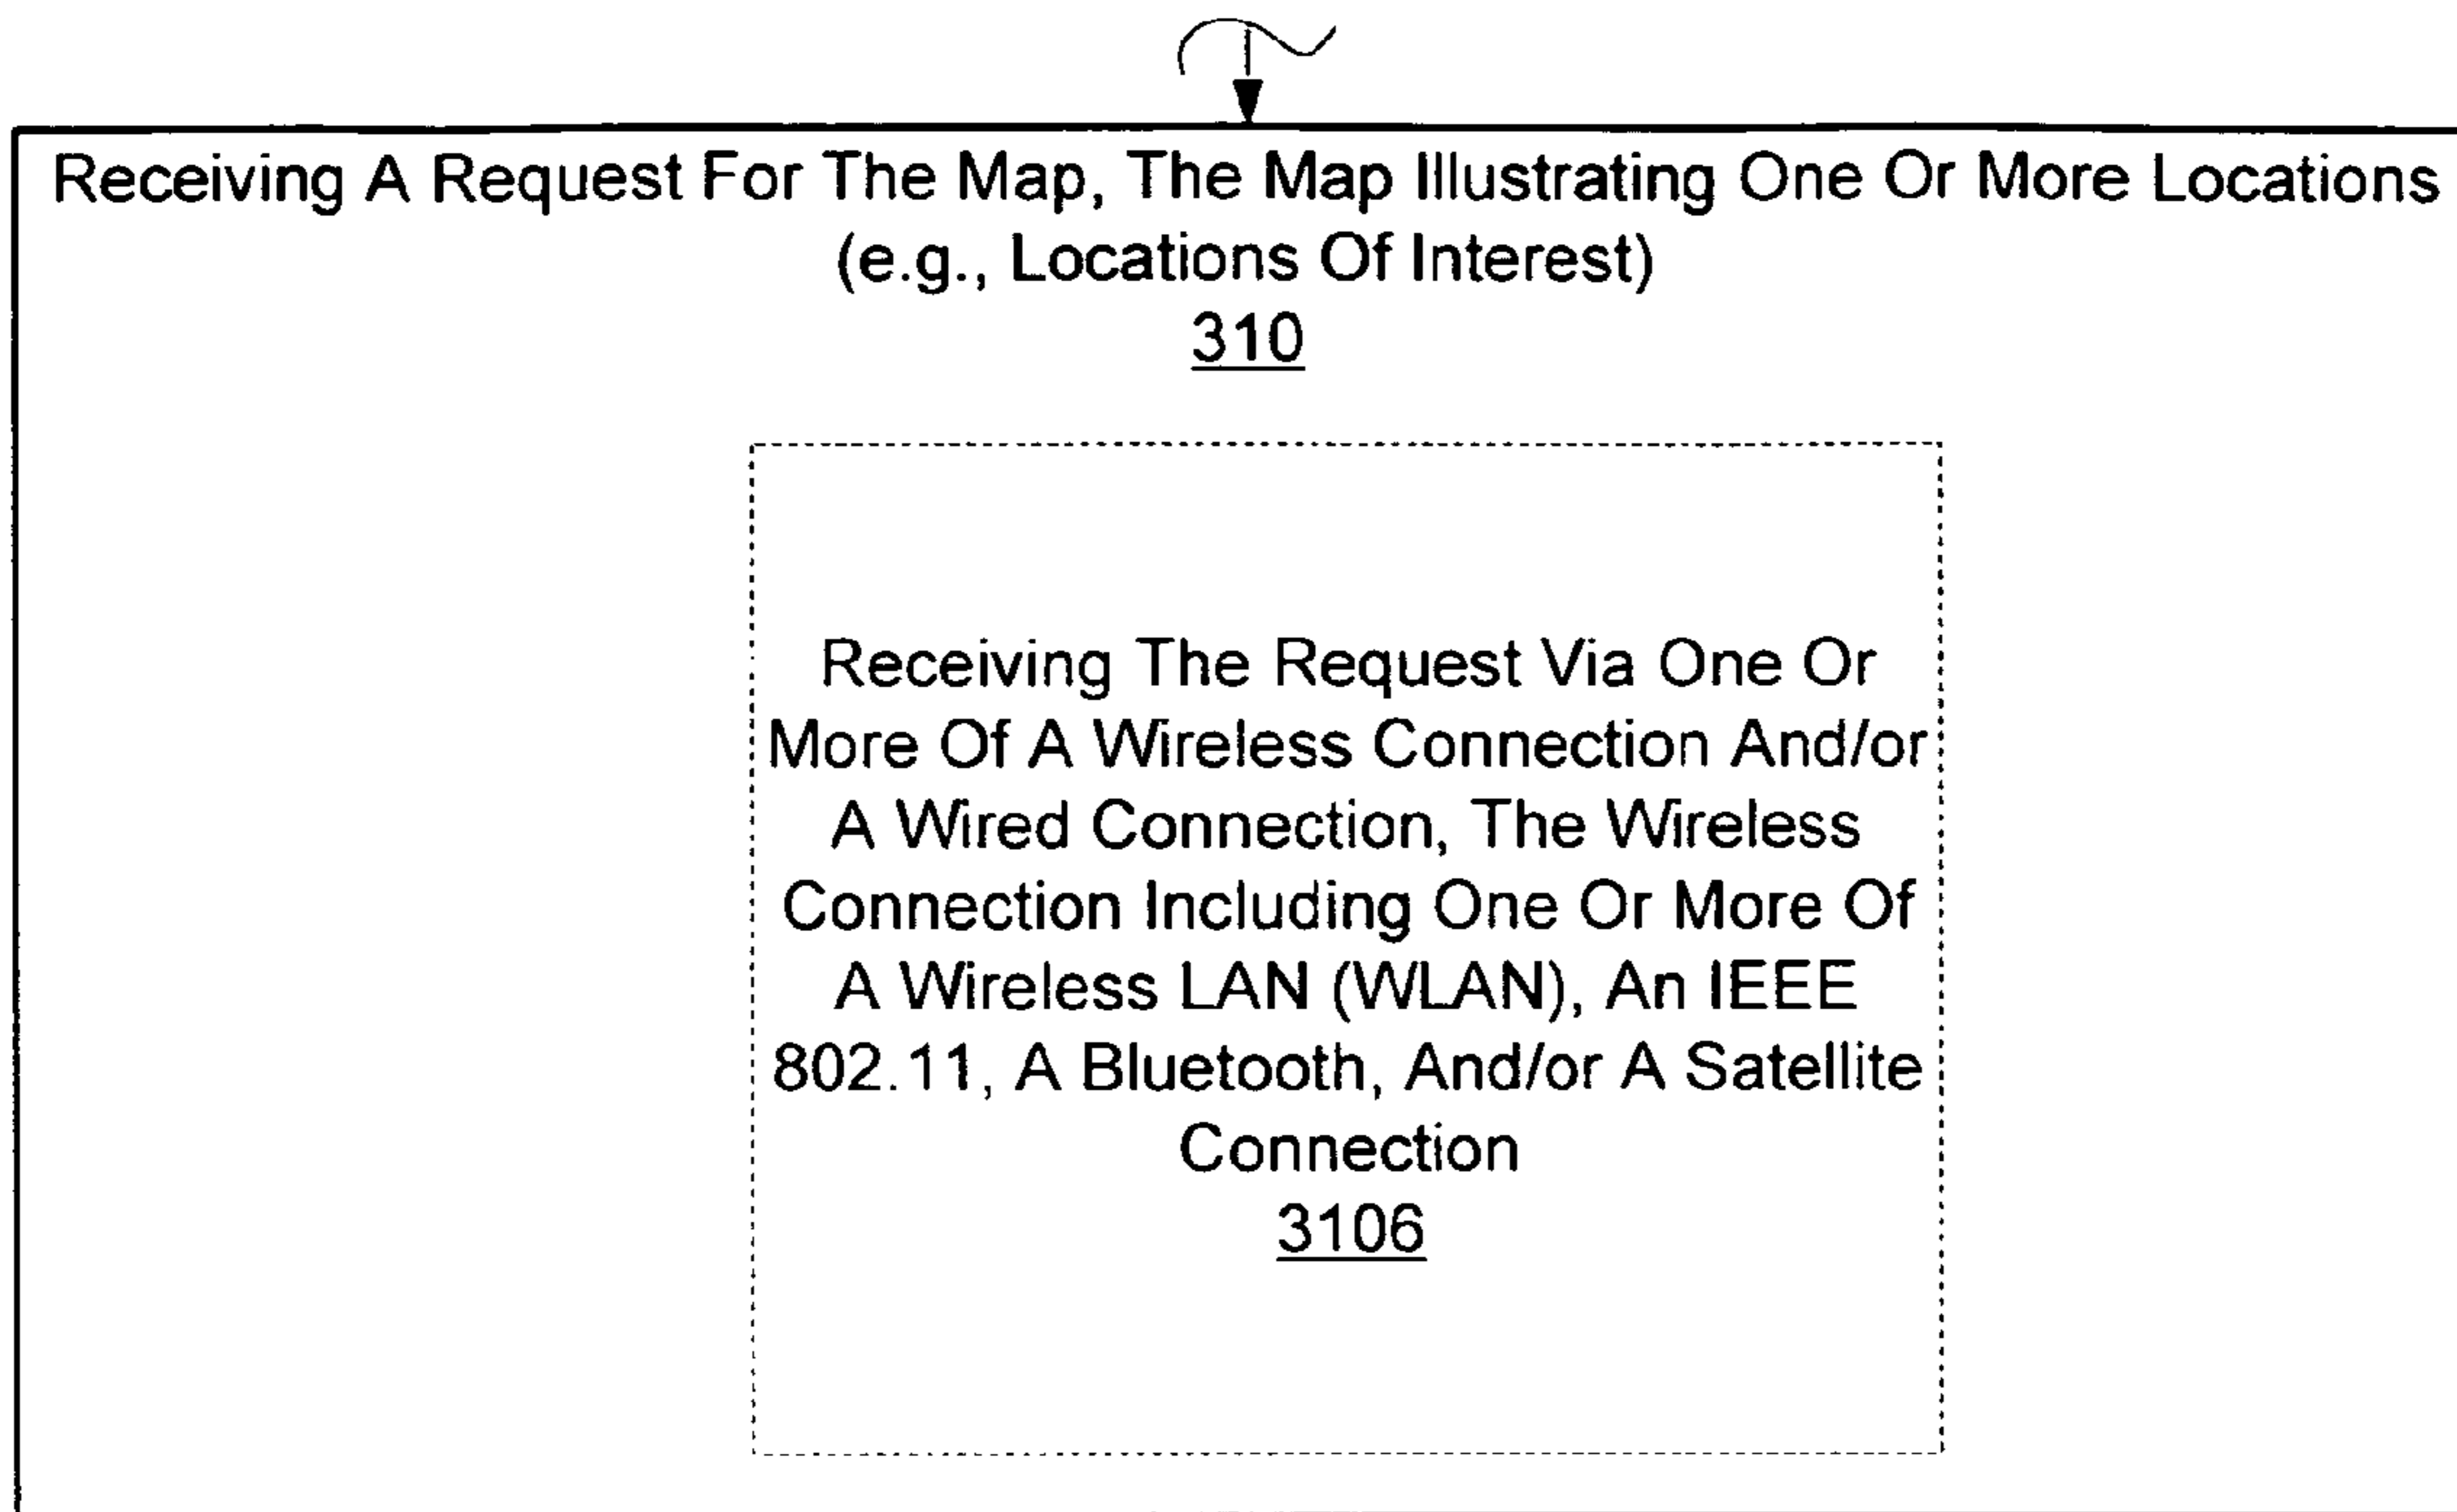 Receiving A Request For The Map, The Map Illustrating One Or More Locations
(e.g., Locations Of Interest)
310
Receiving The Request Via One Or
More Of A Wireless Connection And/or
A Wired Connection, The Wireless
Connection Including One Or More Of
A Wireless LAN (WLAN), An IEEE
802.11, A Bluetooth, And/or A Satellite
Connection
3106